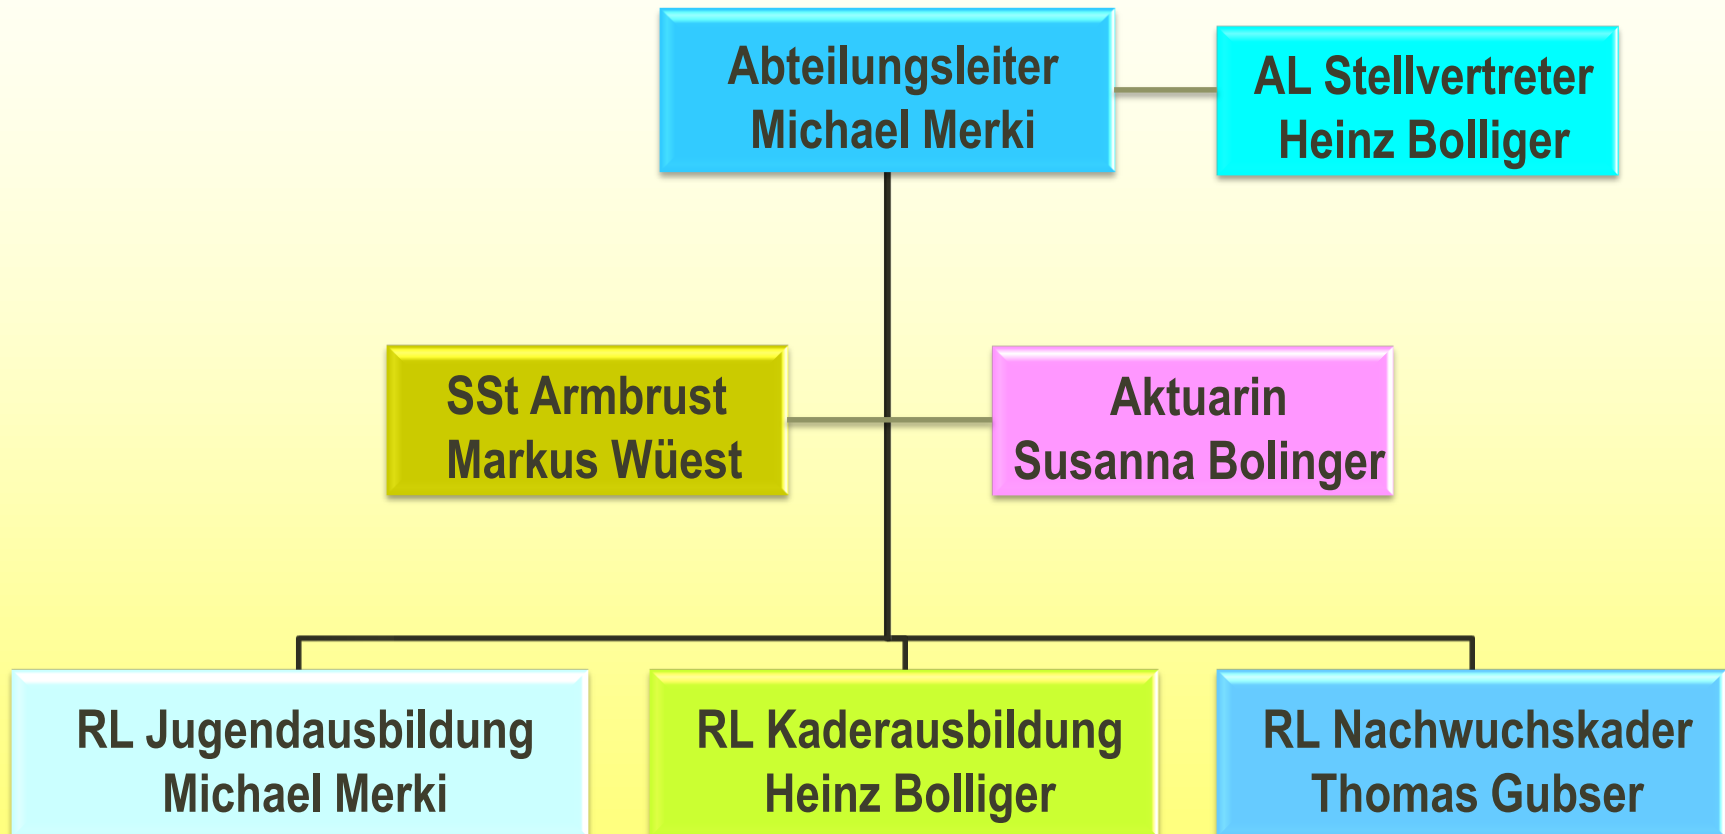 Abteilungsleiter
Michael Merki
AL Stellvertreter
Heinz Bolliger
SSt Armbrust
Markus Wüest
Aktuarin
Susanna Bolinger
RL Jugendausbildung
Michael Merki
RL Kaderausbildung
Heinz Bolliger
RL Nachwuchskader
Thomas Gubser